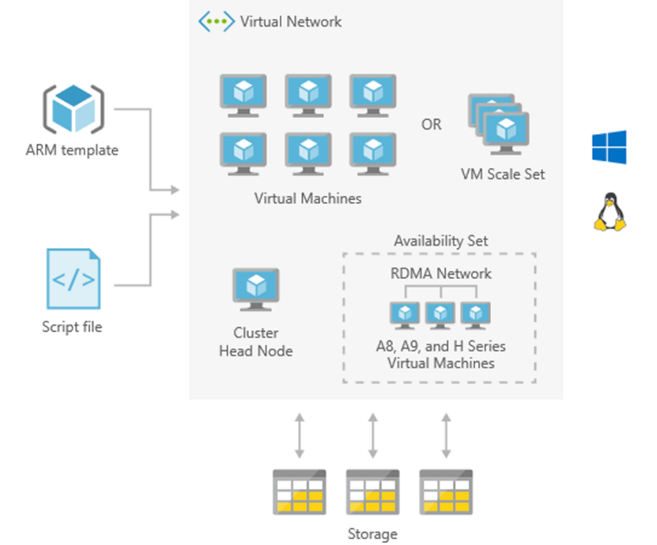 Virtual Network
ARM template
OR
VM Scale Set
Virtual Machines
Availability Set
RDMA Network
Script file
Cluster
Head Node
A8, A9, and H Series
Virtual Machines
Storage